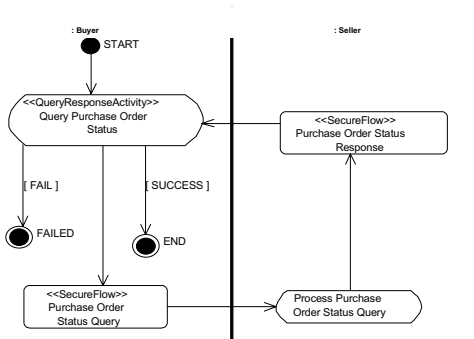 : Buyer
: Seller
START
<<QueryResponseActivity>>
Query Purchase Order
Status
<<SecureFlow>>
Purchase Order Status
Response
[ FAIL ]
[ SUCCESS ]
FAILED
END
<<SecureFlow>>
Purchase Order
Status Query
Process Purchase
Order Status Query